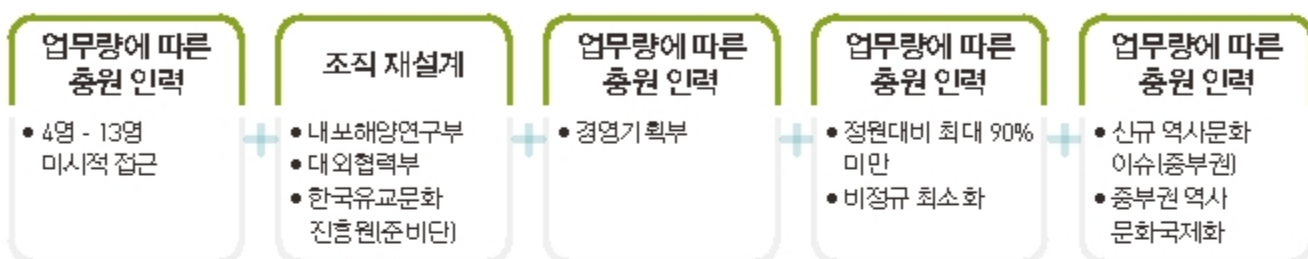 업무량에 따른
충원 인력
• 4명 - 13명
미시적 접근
조직 재설계
• 내포해양연구부
• 대외협력부
• 한국유교문화
진흥원(준비단)
업무량에 따른
충원 인력
• 경영기획부
업무량에 따른
충원 인력
• 정원대비 최대 90%
미만
• 비정규 최소화
업무량에 따른
충원 인력
• 신규 역사문화
이슈(중부권)
• 중부권 역사
문화국제화